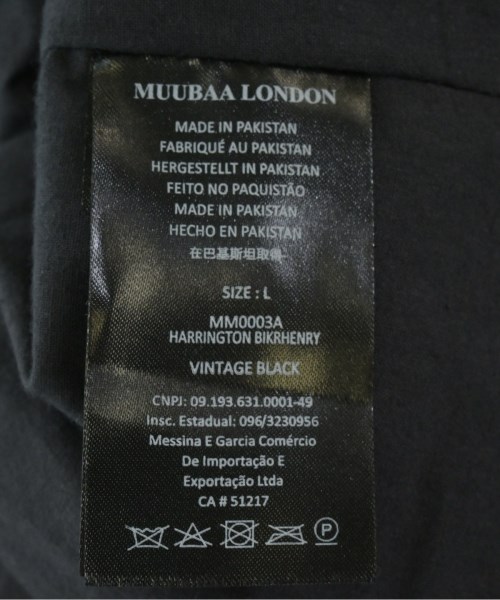 MUUBAA LONDON
MADE IN PAKISTAN
FABRIQUÉ AU PAKISTAN
HERGESTELLT IN PAKISTAN
FEITO NO PAQUISTÃO
MADE IN PAKISTAN
HECHO EN PAKISTAN
在巴基斯坦取得
SIZE : L
MM0003A
HARRINGTON BIKRHENRY
VINTAGE BLACK
CNPJ: 09.193.631.0001-49
Insc. Estadual: 096/3230956
Messina E Garcia Comércio
De Importação E
Exportação Ltda
CA # 51217
P